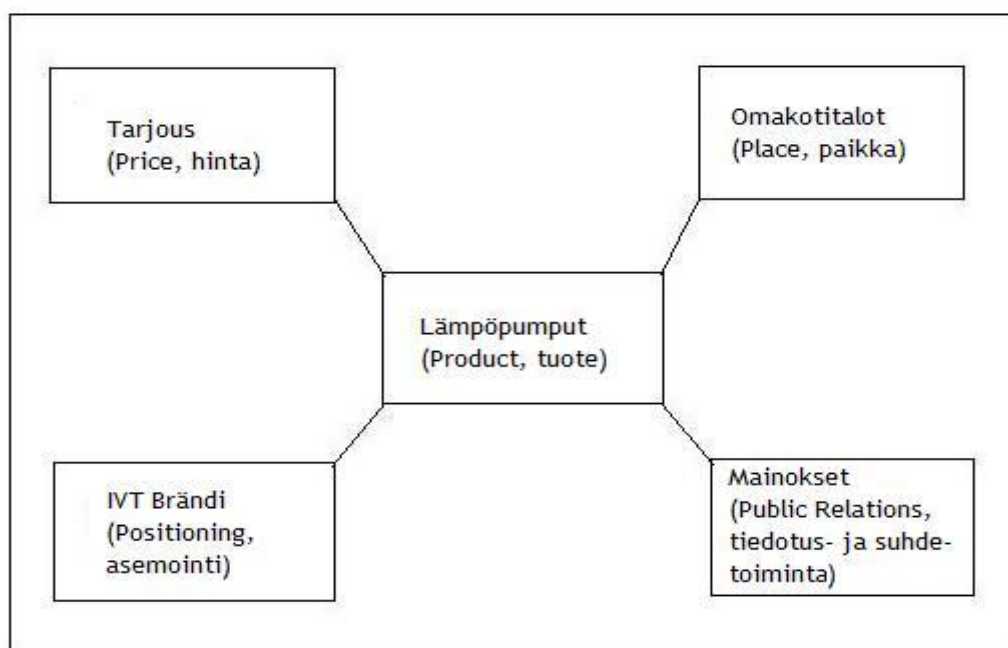 Tarjous
(Price, hinta)
Omakotitalot
(Place, paikka)
Lämpöpumput
(Product, tuote)
IVT Brändi
(Positioning,
asemointi)
Mainokset
(Public Relations,
tiedotus- ja suhde-
toiminta)